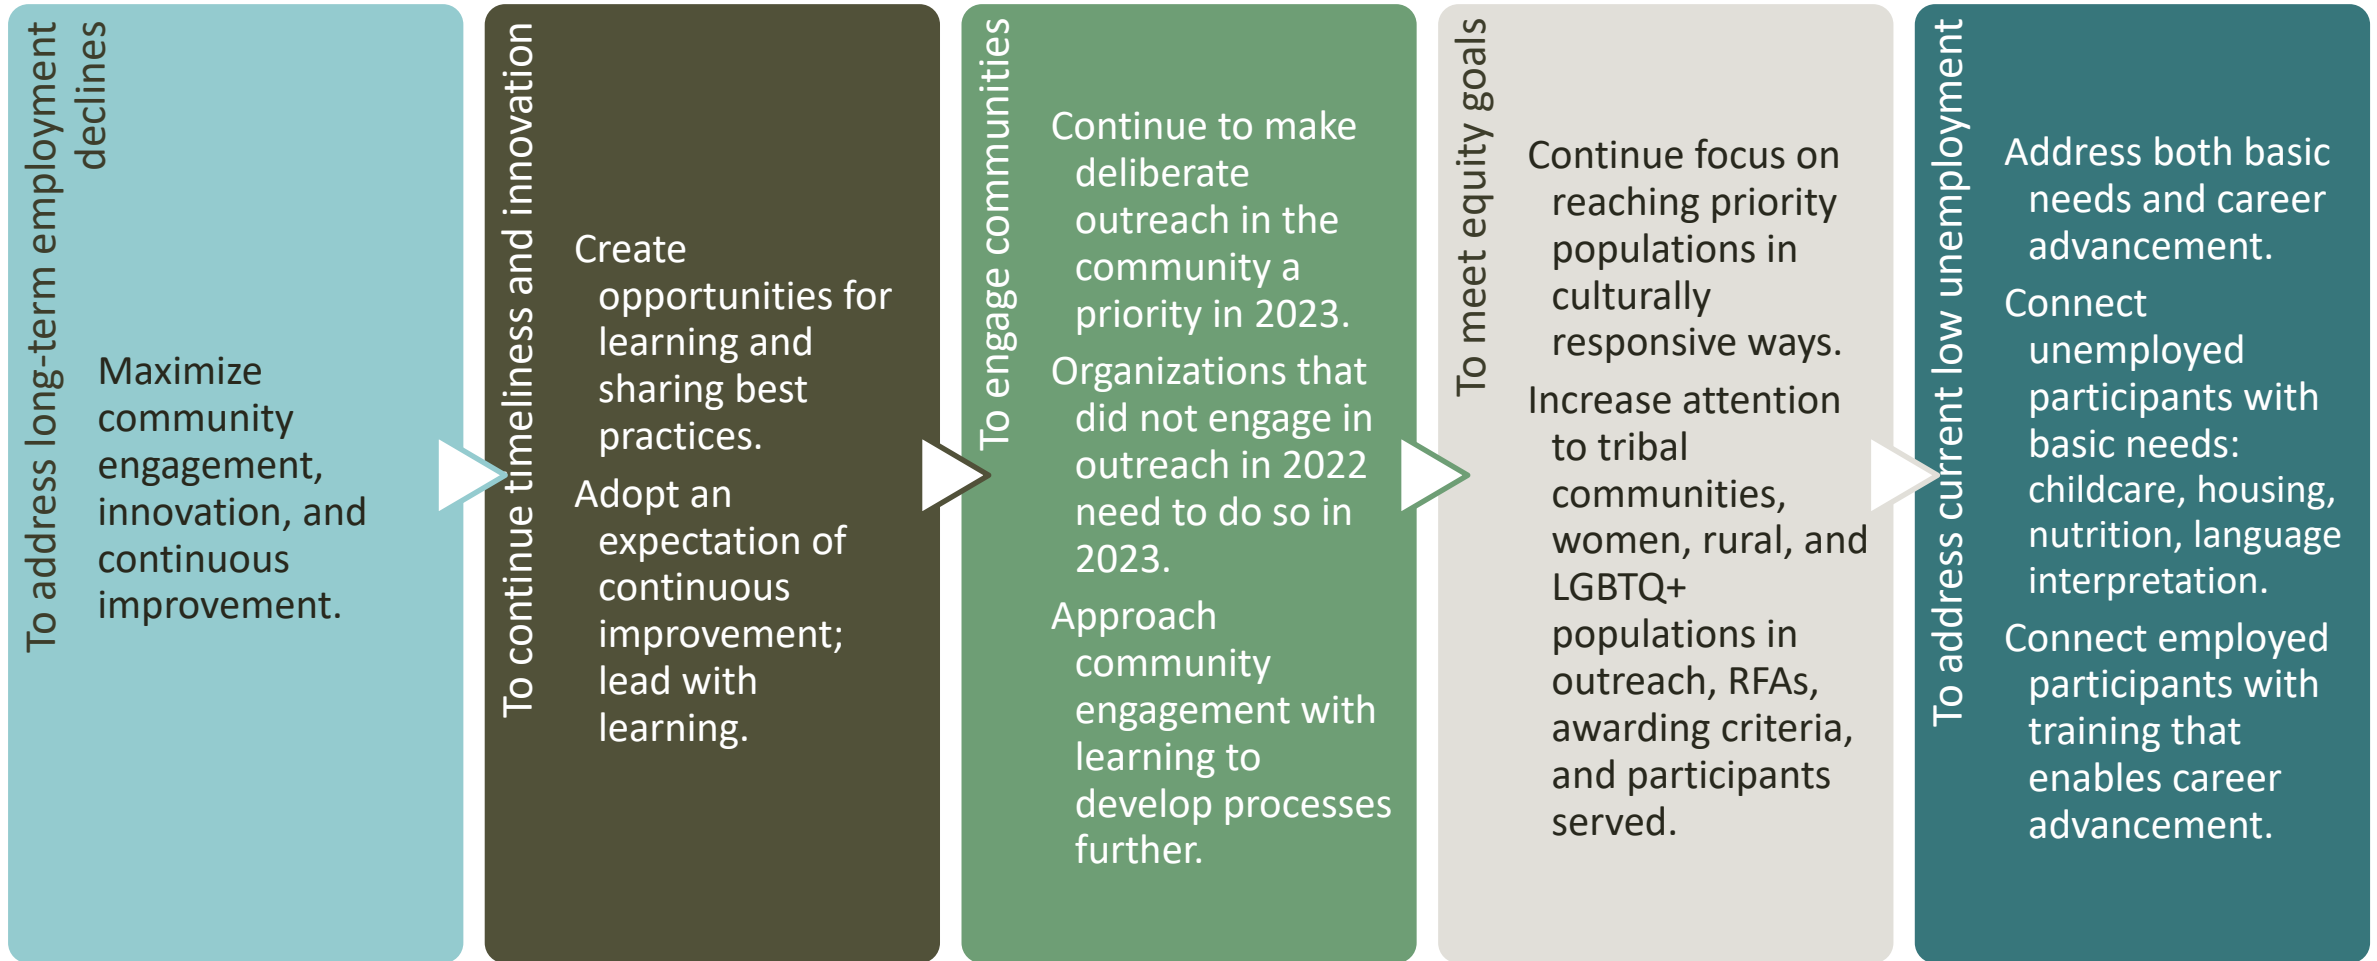 To address long-term employment
declines
Maximize
community
engagement,
innovation, and
continuous
improvement.
To continue timeliness and innovation
Create
opportunities for
learning and
sharing best
practices.
Adopt an
expectation of
continuous
improvement;
lead with
learning.
To engage communities
Continue to make
deliberate
outreach in the
community a
priority in 2023.
Organizations that
did not engage in
outreach in 2022
need to do so in
2023.
Approach
community
engagement with
learning to
develop processes
further.
To meet equity goals
Continue focus on
reaching priority
populations in
culturally
responsive ways.
Increase attention
to tribal
communities,
women, rural, and
LGBTQ+
populations in
outreach, RFAs,
awarding criteria,
and participants
served.
To address current low unemployment
Address both basic
needs and career
advancement.
Connect
unemployed
participants with
basic needs:
childcare, housing,
nutrition, language
interpretation.
Connect employed
participants with
training that
enables career
advancement.